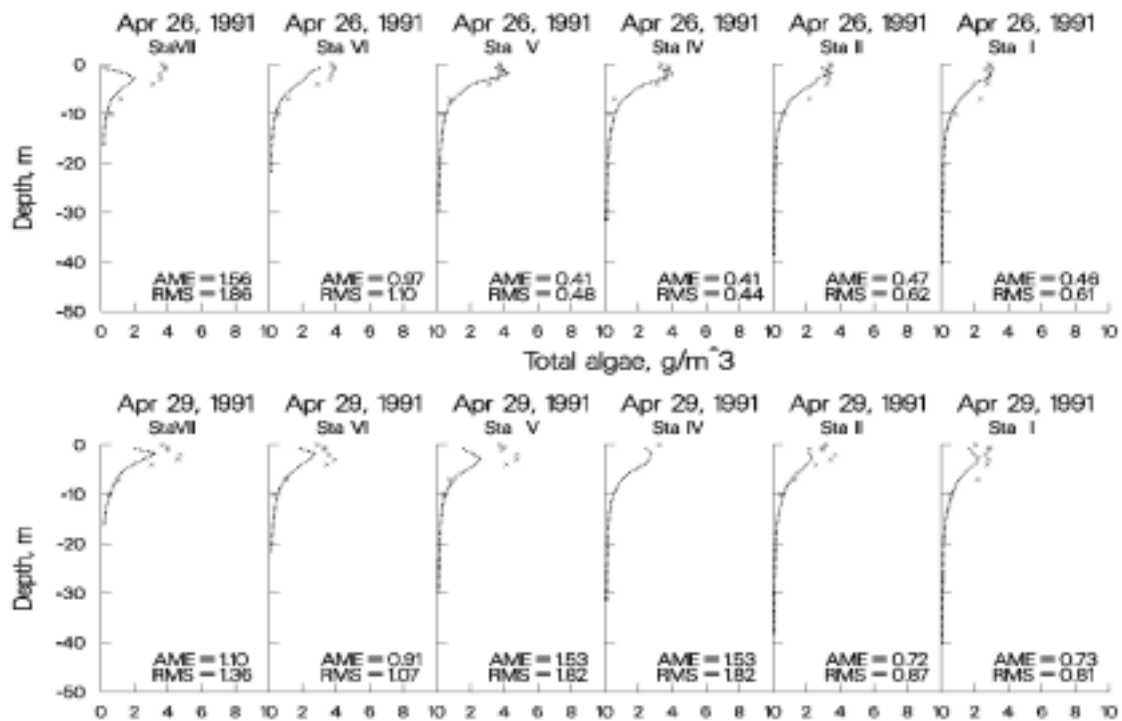 Apr 26, 1991 Apr 26, 1991 Apr 26, 1991 Apr 26, 1991 Apr 26, 1991 Apr 26, 1991
Sta VII Sta VI Sta V Sta IV Sta II Sta I
0
-10
-20
-30
-40
-50
Depth, m
AME = 1.56 AME = 0.97 AME = 0.41 AME = 0.41 AME = 0.47 AME = 0.46
RMS = 1.86 RMS = 1.10 RMS = 0.48 RMS = 0.44 RMS = 0.62 RMS = 0.61
0 2 4 6 8 10 2 4 6 8 10 2 4 6 8 10 2 4 6 8 10 2 4 6 8 10 2 4 6 8 10
Total algae, g/m^3
Apr 29, 1991 Apr 29, 1991 Apr 29, 1991 Apr 29, 1991 Apr 29, 1991 Apr 29, 1991
Sta VII Sta VI Sta V Sta IV Sta II Sta I
0
-10
-20
-30
-40
-50
Depth, m
AME = 1.10 AME = 0.91 AME = 1.53 AME = 1.53 AME = 0.72 AME = 0.73
RMS = 1.36 RMS = 1.07 RMS = 1.82 RMS = 1.82 RMS = 0.87 RMS = 0.81
0 2 4 6 8 10 2 4 6 8 10 2 4 6 8 10 2 4 6 8 10 2 4 6 8 10 2 4 6 8 10